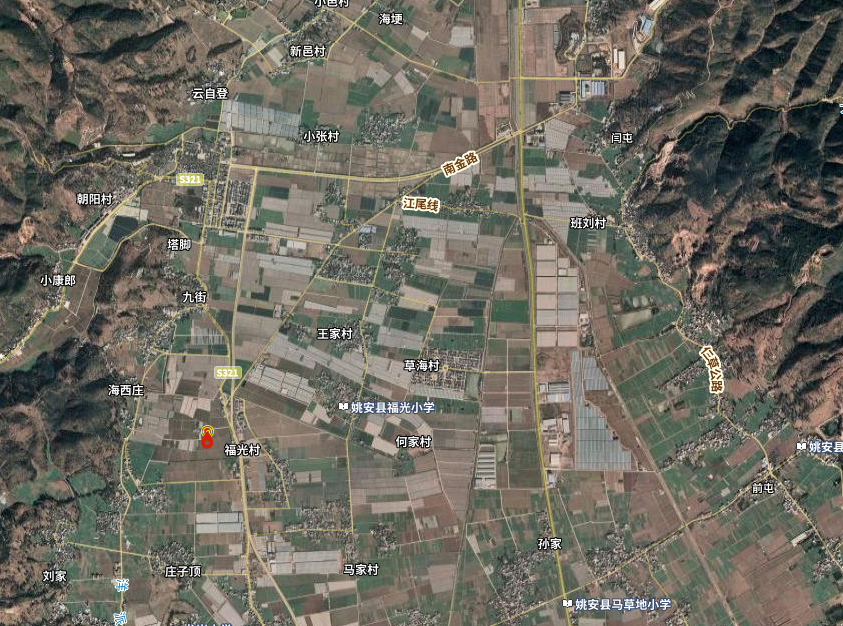 小邑村
海埂
新邑村
云自登
小张村
闫屯
南金路
S321
朝阳村
江尾线
班刘村
塔脚
小康郎
九街
王家村
仁草公路
草海村
S321
海西庄
姚安县福光小学
何家村
福光村
姚安县
前屯
孙家
刘家
庄子顶
马家村
姚安县马草地小学